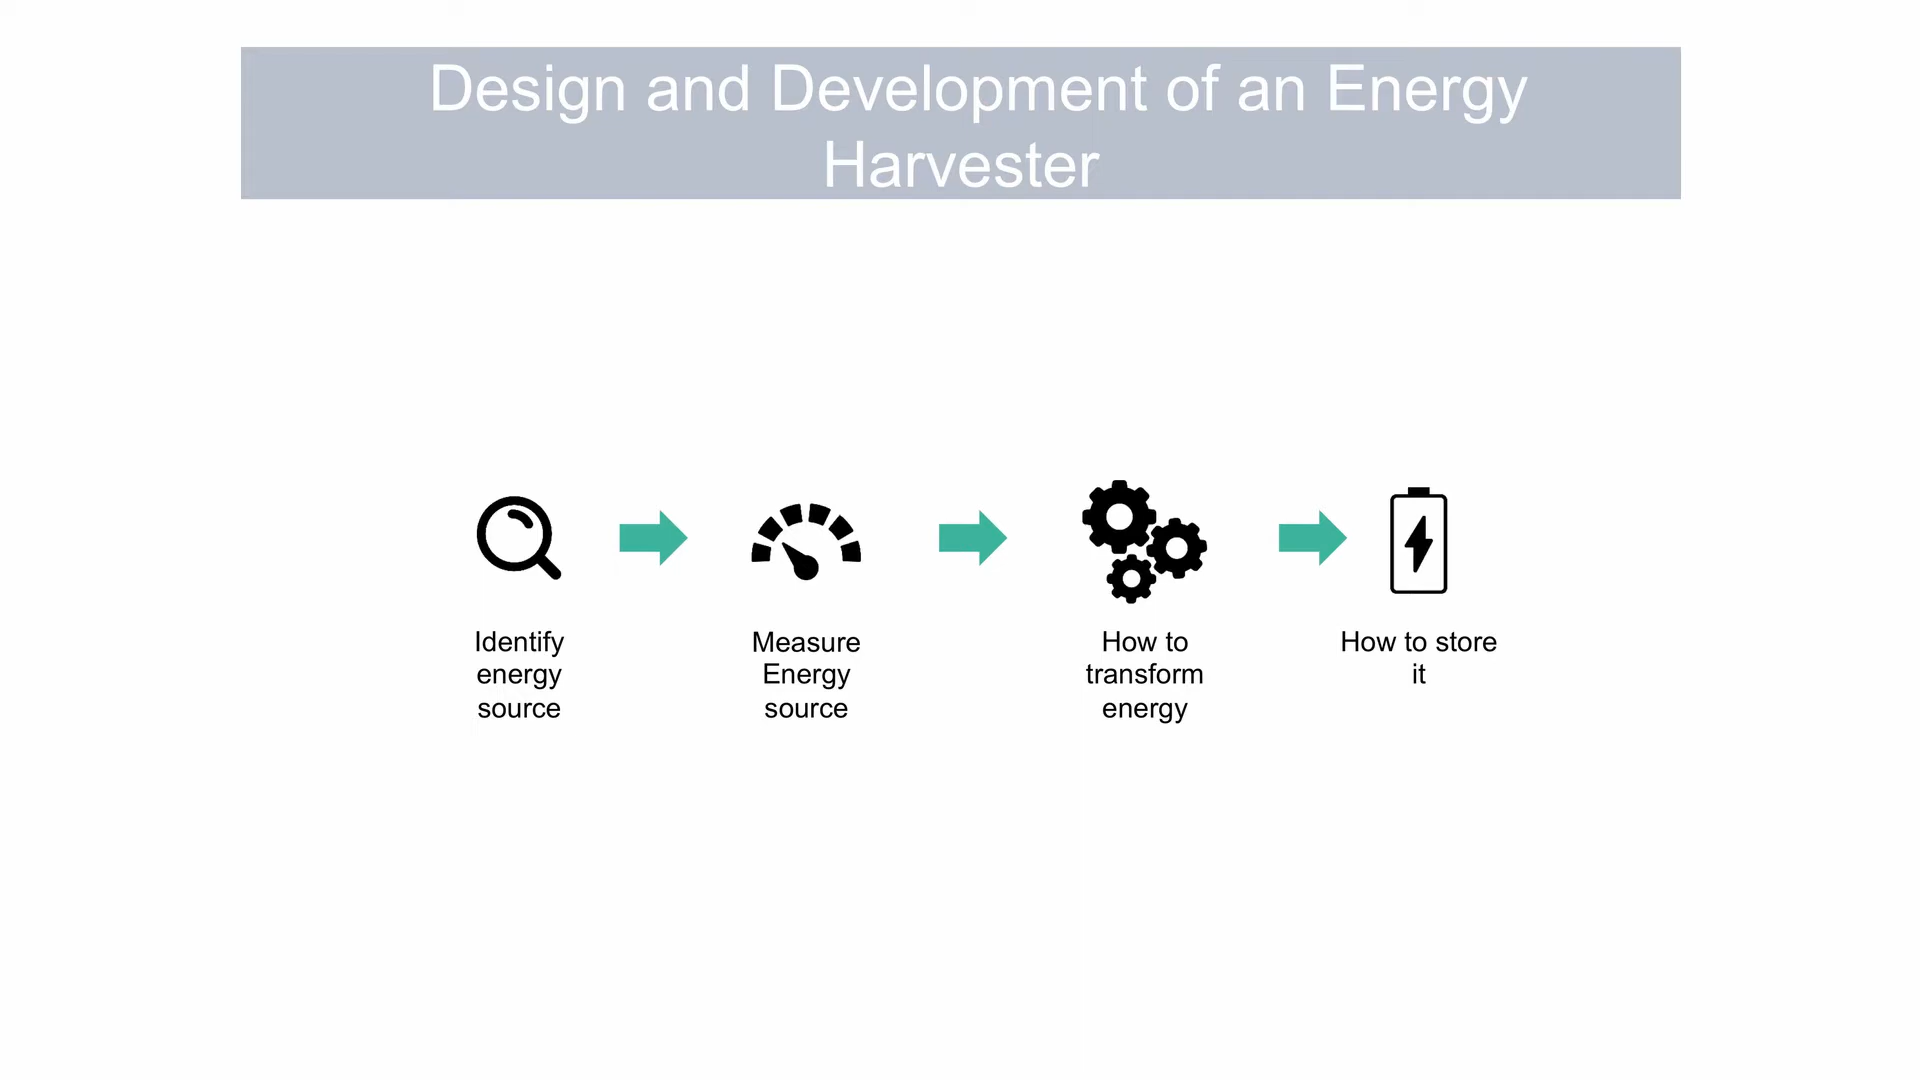 Design and Development of an Energy
Harvester
Identify
energy
source
Measure
Energy
source
How to
transform
energy
How to store
it